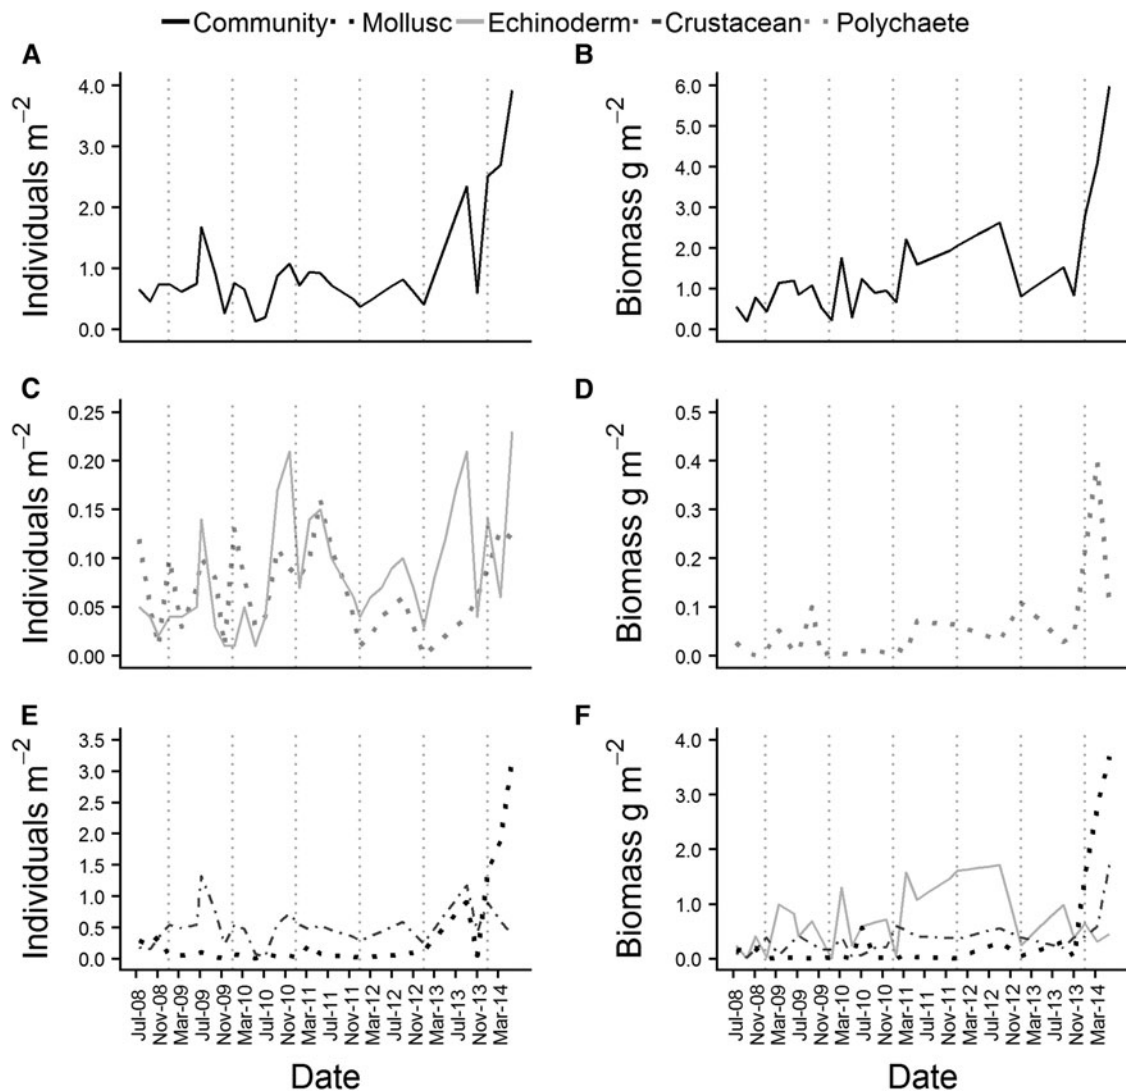 Community Mollusc Echinoderm Crustacean Polychaete
A
Individuals m⁻²
4.0
3.0
2.0
1.0
0.0
B
Biomass g m⁻²
6.0
5.0
4.0
3.0
2.0
1.0
0.0
C
Individuals m⁻²
0.25
0.20
0.15
0.10
0.05
0.00
D
Biomass g m⁻²
0.5
0.4
0.3
0.2
0.1
0.0
E
Individuals m⁻²
3.5
3.0
2.5
2.0
1.5
1.0
0.5
0.0
Jul-08 Nov-08 Mar-09 Jul-09 Nov-09 Mar-10 Jul-10 Nov-10 Mar-11 Jul-11 Nov-11 Mar-12 Jul-12 Nov-12 Mar-13 Jul-13 Nov-13 Mar-14
Date
F
Biomass g m⁻²
4.0
3.0
2.0
1.0
0.0
Jul-08 Nov-08 Mar-09 Jul-09 Nov-09 Mar-10 Jul-10 Nov-10 Mar-11 Jul-11 Nov-11 Mar-12 Jul-12 Nov-12 Mar-13 Jul-13 Nov-13 Mar-14
Date